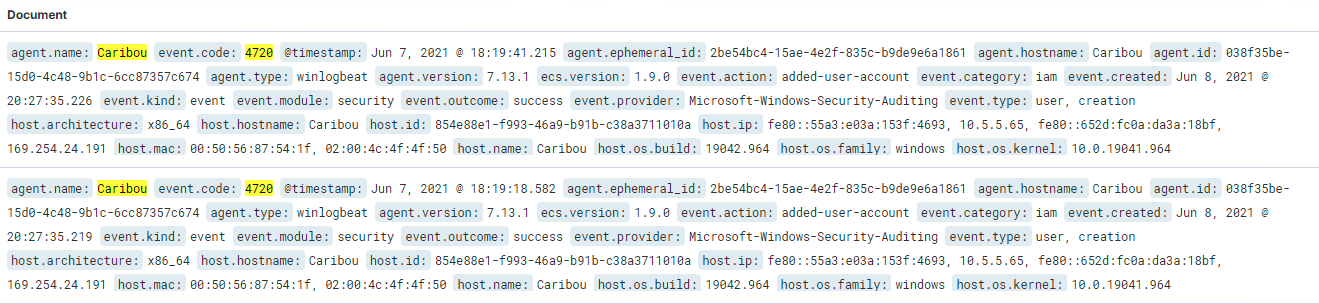 Document
agent.name: Caribou event.code: 4720 @timestamp: Jun 7, 2021 @ 18:19:41.215 agent.ephemeral_id: 2be54bc4-15ae-4e2f-835c-b9de9e6a1861 agent.hostname: Caribou agent.id: 038f35be-
15d0-4c48-9b1c-6cc87357c674 agent.type: winlogbeat agent.version: 7.13.1 ecs.version: 1.9.0 event.action: added-user-account event.category: iam event.created: Jun 8, 2021 @
20:27:35.226 event.kind: event event.module: security event.outcome: success event.provider: Microsoft-Windows-Security-Auditing event.type: user, creation
host.architecture: x86_64 host.hostname: Caribou host.id: 854e88e1-f993-46a9-b91b-c38a3711010a host.ip: fe80::55a3:e03a:153f:4693, 10.5.5.65, fe80::652d:fc0a:da3a:18bf,
169.254.24.191 host.mac: 00:50:56:87:54:1f, 02:00:4c:4f:4f:50 host.name: Caribou host.os.build: 19042.964 host.os.family: windows host.os.kernel: 10.0.19041.964
agent.name: Caribou event.code: 4720 @timestamp: Jun 7, 2021 @ 18:19:18.582 agent.ephemeral_id: 2be54bc4-15ae-4e2f-835c-b9de9e6a1861 agent.hostname: Caribou agent.id: 038f35be-
15d0-4c48-9b1c-6cc87357c674 agent.type: winlogbeat agent.version: 7.13.1 ecs.version: 1.9.0 event.action: added-user-account event.category: iam event.created: Jun 8, 2021 @
20:27:35.219 event.kind: event event.module: security event.outcome: success event.provider: Microsoft-Windows-Security-Auditing event.type: user, creation
host.architecture: x86_64 host.hostname: Caribou host.id: 854e88e1-f993-46a9-b91b-c38a3711010a host.ip: fe80::55a3:e03a:153f:4693, 10.5.5.65, fe80::652d:fc0a:da3a:18bf,
169.254.24.191 host.mac: 00:50:56:87:54:1f, 02:00:4c:4f:4f:50 host.name: Caribou host.os.build: 19042.964 host.os.family: windows host.os.kernel: 10.0.19041.964